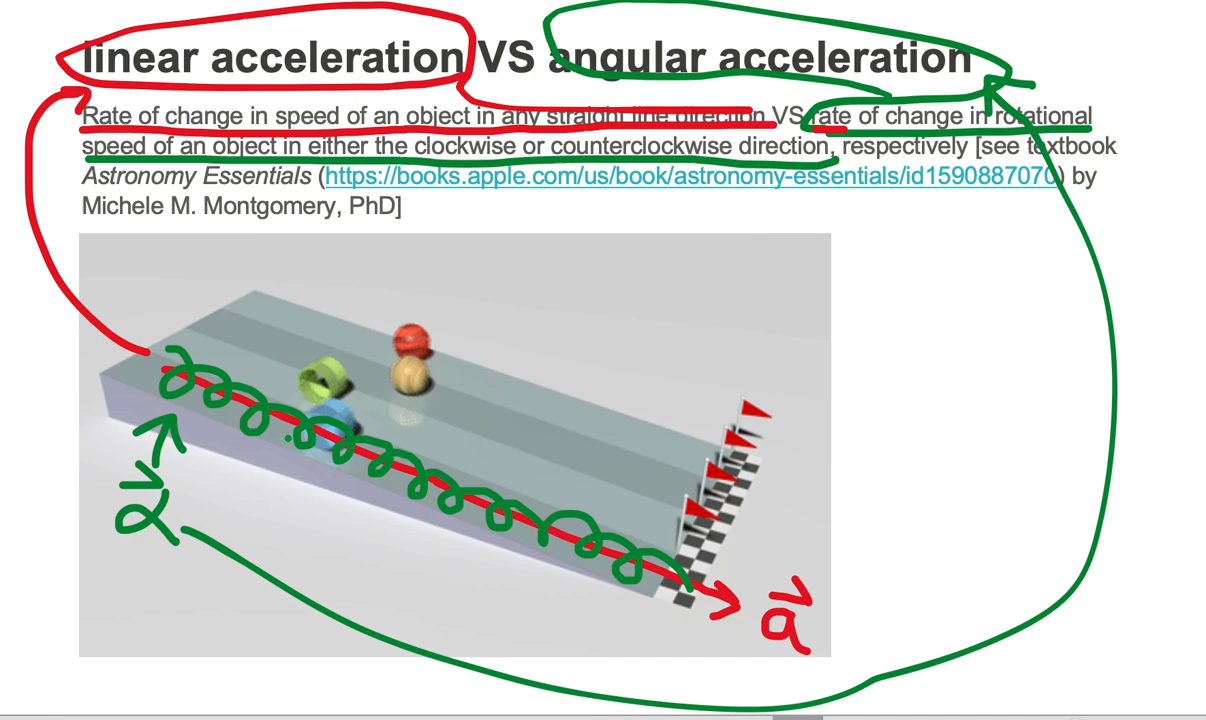 linear acceleration VS angular acceleration
Rate of change in speed of an object in any straight line direction VS rate of change in rotational
speed of an object in either the clockwise or counterclockwise direction, respectively [see textbook
Astronomy Essentials (https://books.apple.com/us/book/astronomy-essentials/id1590887070) by
Michele M. Montgomery, PhD]
α⃗
a⃗